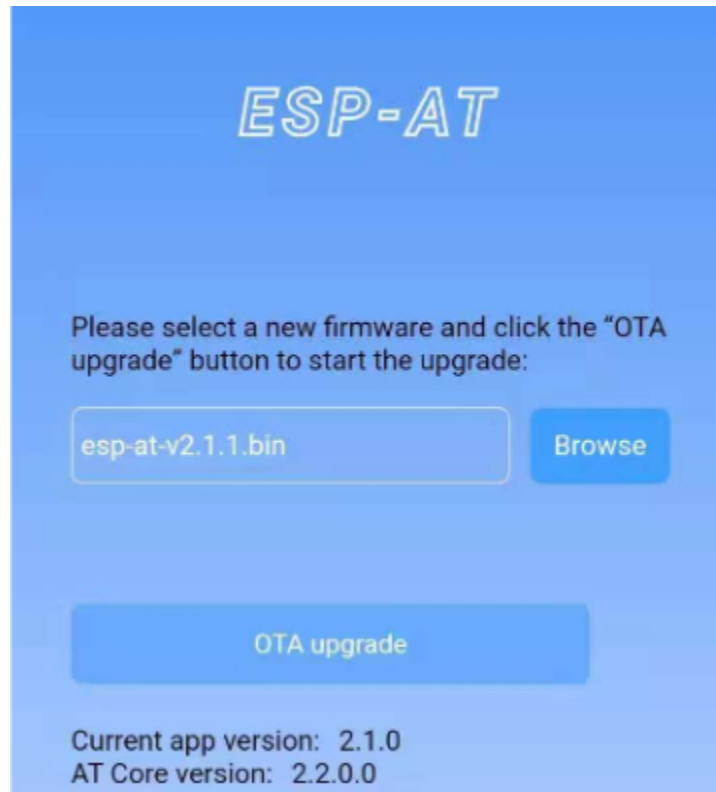 ESP-AT
Please select a new firmware and click the “OTA
upgrade” button to start the upgrade:
esp-at-v2.1.1.bin
Browse
OTA upgrade
Current app version: 2.1.0
AT Core version: 2.2.0.0